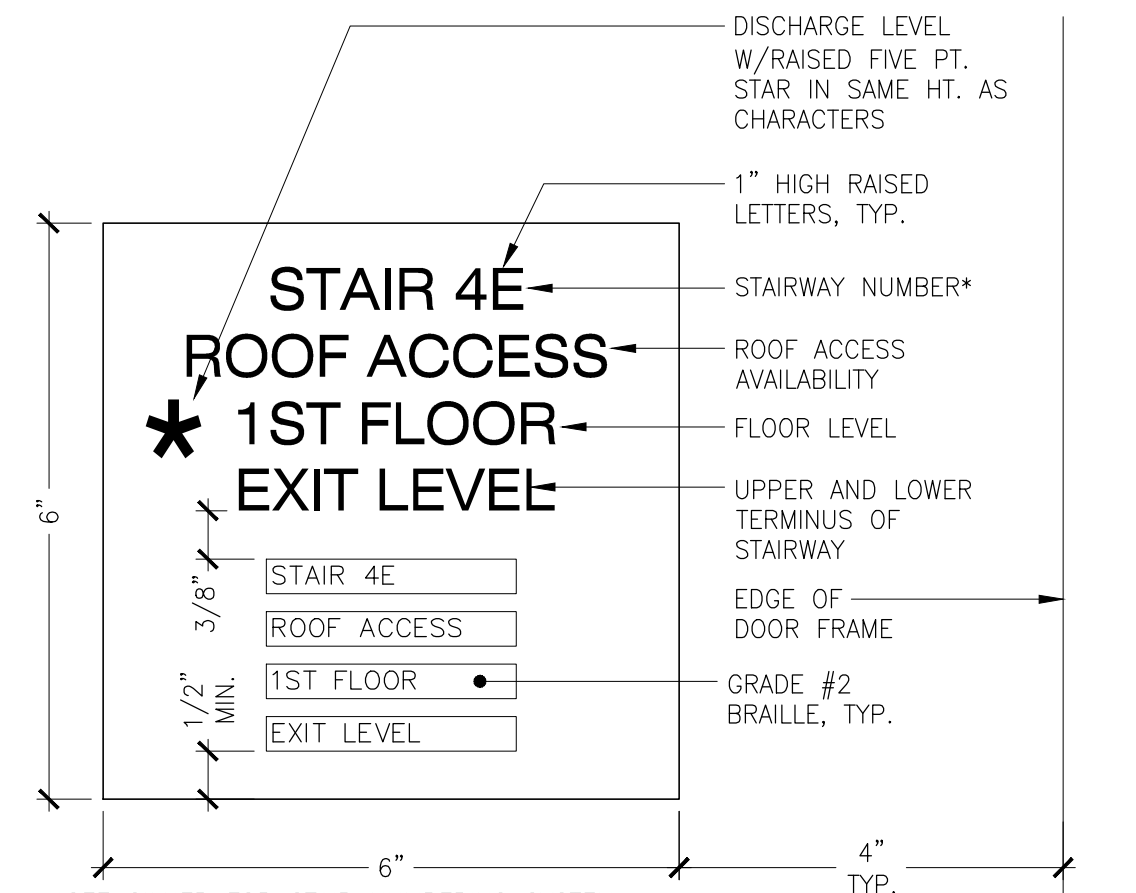 DISCHARGE LEVEL
W/RAISED FIVE PT.
STAR IN SAME HT. AS
CHARACTERS
1” HIGH RAISED
LETTERS, TYP.
STAIR 4E
STAIRWAY NUMBER*
ROOF ACCESS
ROOF ACCESS
AVAILABILITY
* 1ST FLOOR
FLOOR LEVEL
EXIT LEVEL
UPPER AND LOWER
TERMINUS OF
STAIRWAY
6”
3/8”
STAIR 4E
ROOF ACCESS
1ST FLOOR
EXIT LEVEL
1/2”
MIN.
EDGE OF
DOOR FRAME
GRADE #2
BRAILLE, TYP.
6”
4”
TYP.